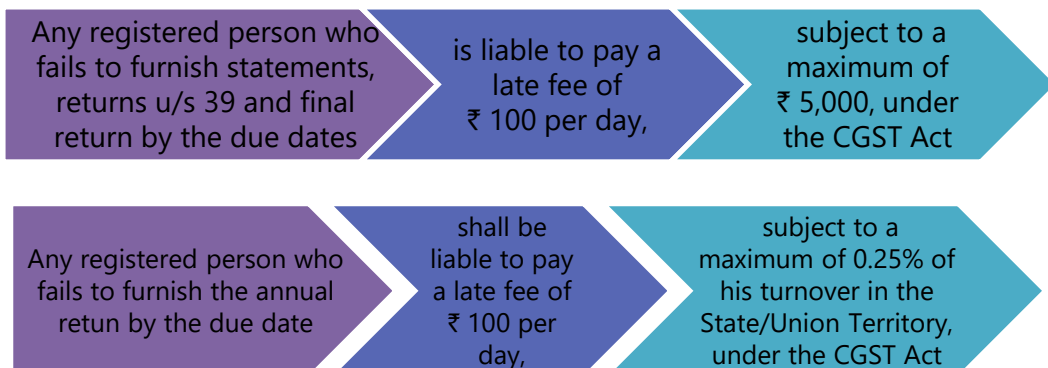 Any registered person who
fails to furnish statements,
returns u/s 39 and final
return by the due dates
is liable to pay a
late fee of
₹ 100 per day,
subject to a
maximum of
₹ 5,000, under
the CGST Act
Any registered person who
fails to furnish the annual
retun by the due date
shall be
liable to pay
a late fee of
₹ 100 per
day,
subject to a
maximum of 0.25% of
his turnover in the
State/Union Territory,
under the CGST Act